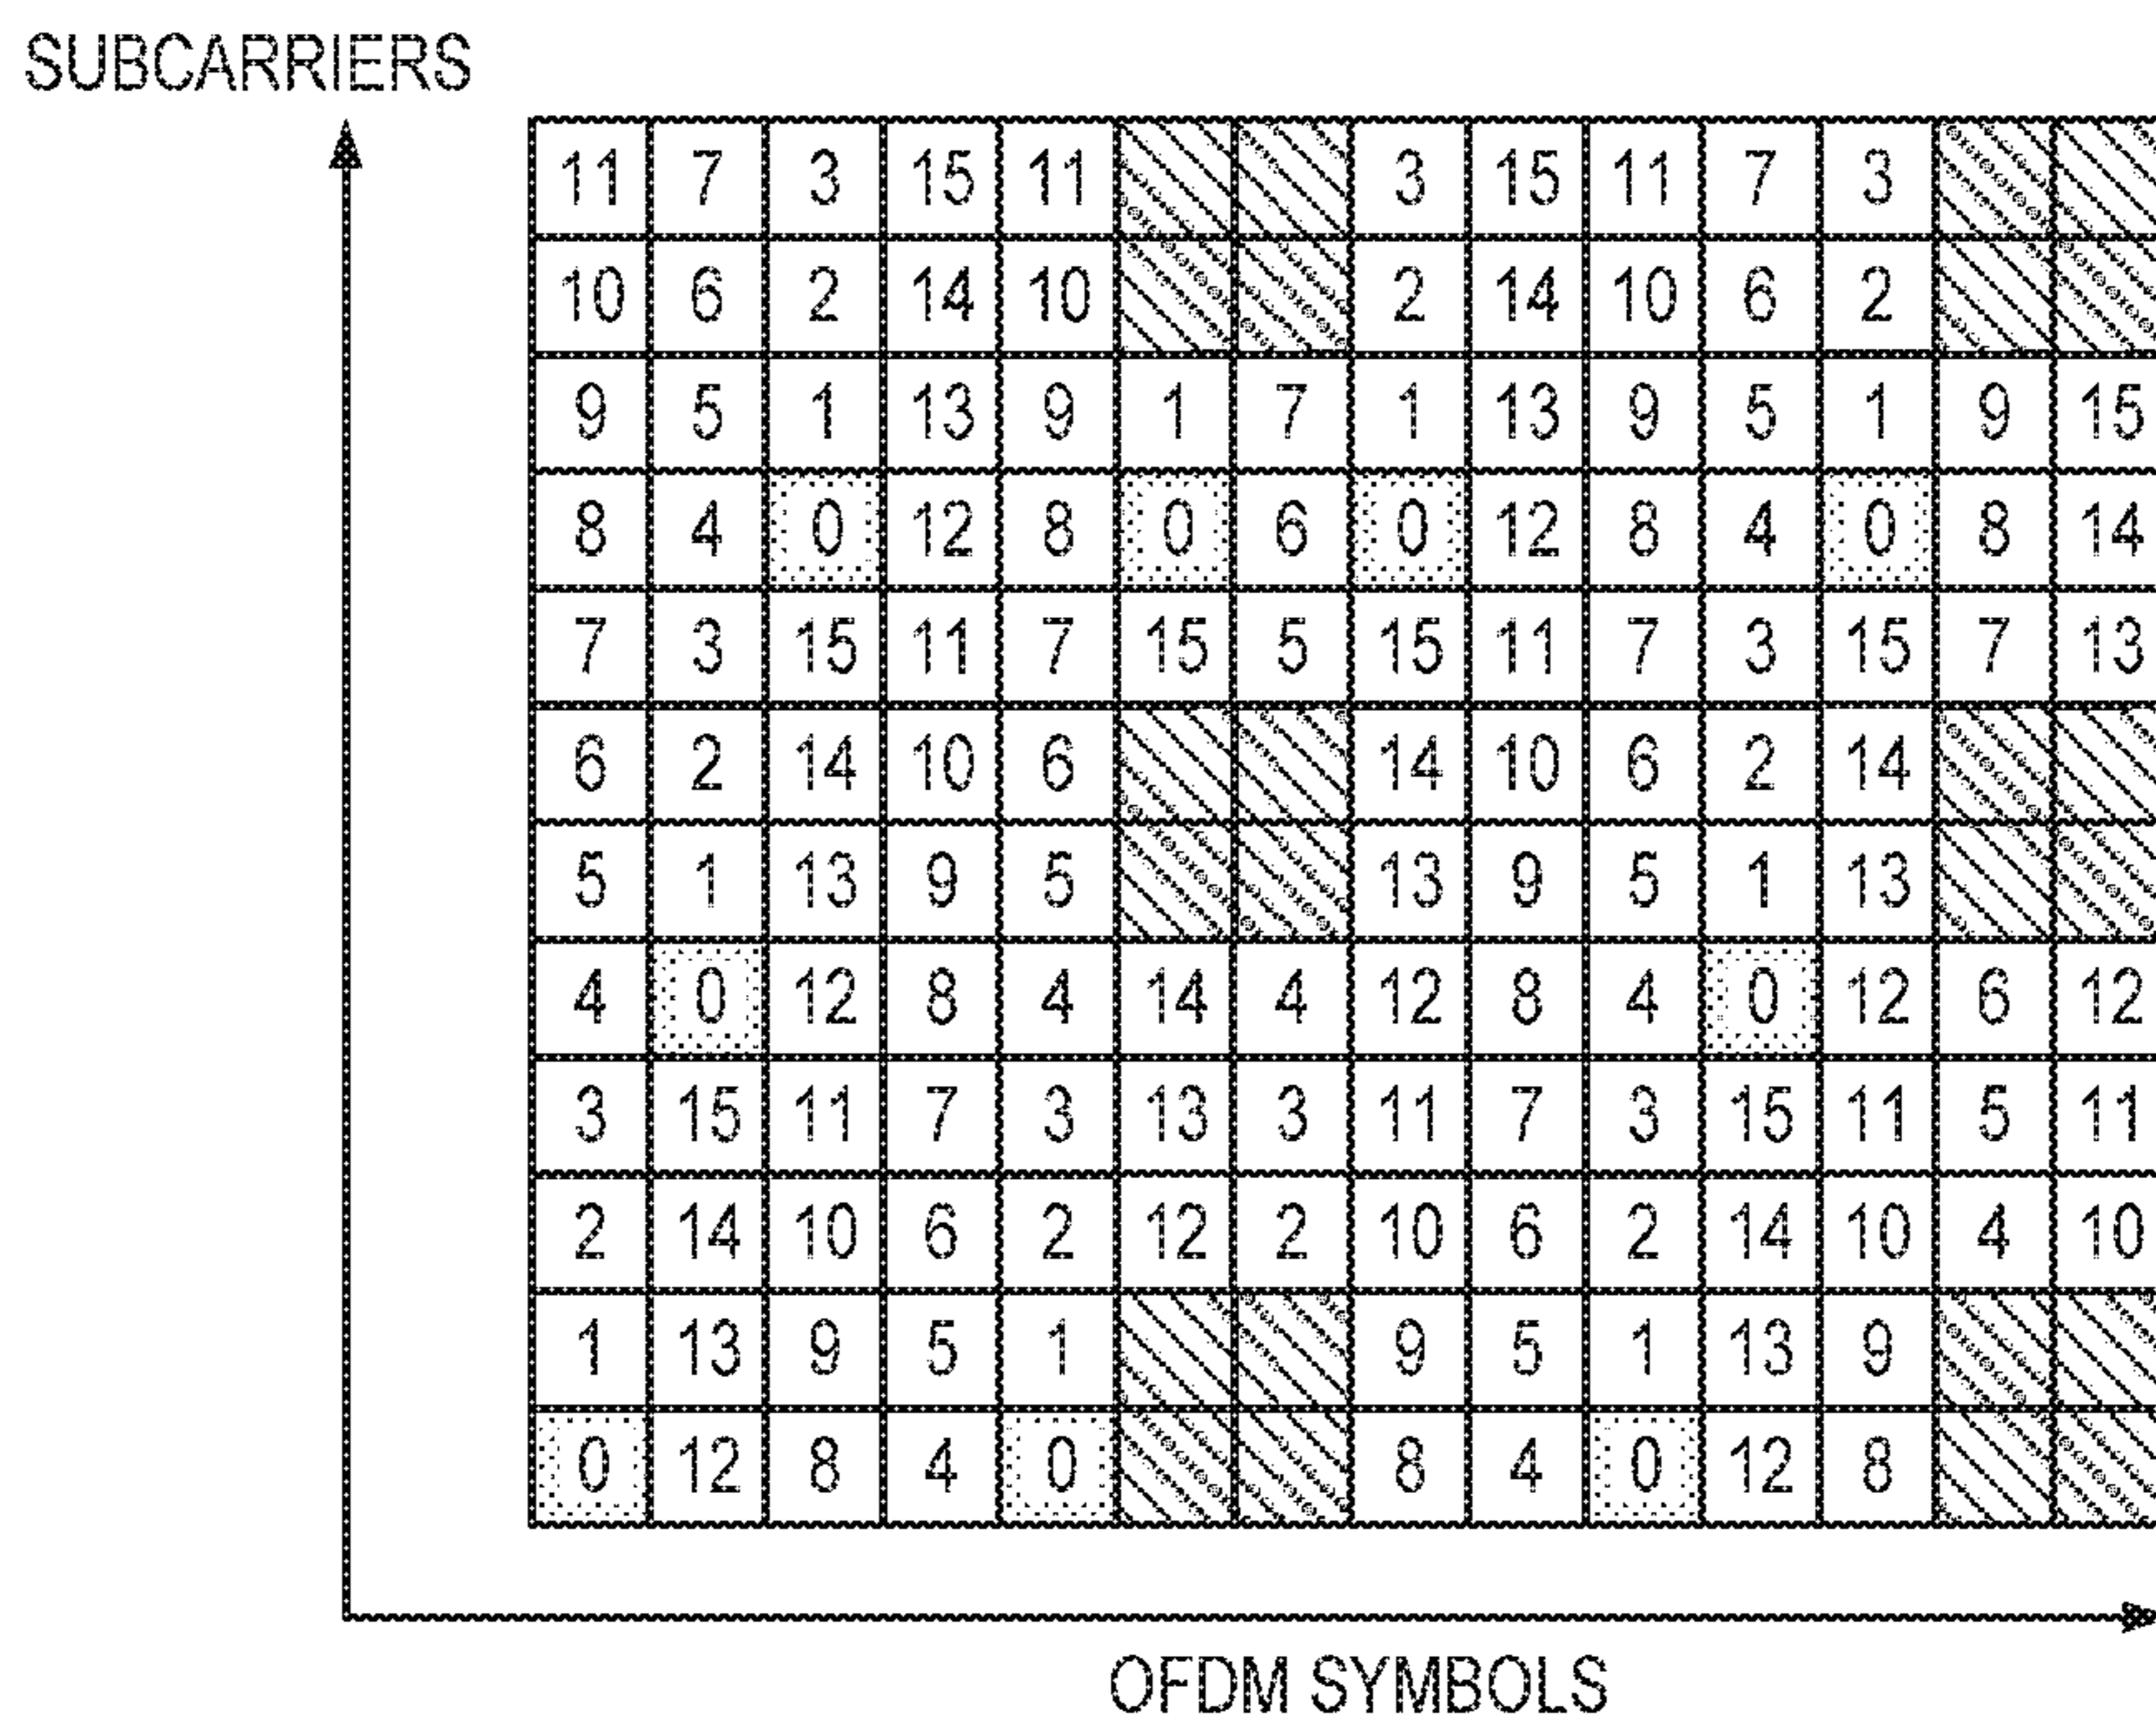 SUBCARRIERS
11 7 3 15 11 3 15 11 7 3
10 6 2 14 10 2 14 10 6 2
9 5 1 13 9 1 7 1 13 9 5 1 9 15
8 4 0 12 8 0 6 0 12 8 4 0 8 14
7 3 15 11 7 15 5 15 11 7 3 15 7 13
6 2 14 10 6 14 10 6 2 14
5 1 13 9 5 13 9 5 1 13
4 0 12 8 4 14 4 12 8 4 0 12 6 12
3 15 11 7 3 13 3 11 7 3 15 11 5 11
2 14 10 6 2 12 2 10 6 2 14 10 4 10
1 13 9 5 1 9 5 1 13 9
0 12 8 4 0 8 4 0 12 8
OFDM SYMBOLS